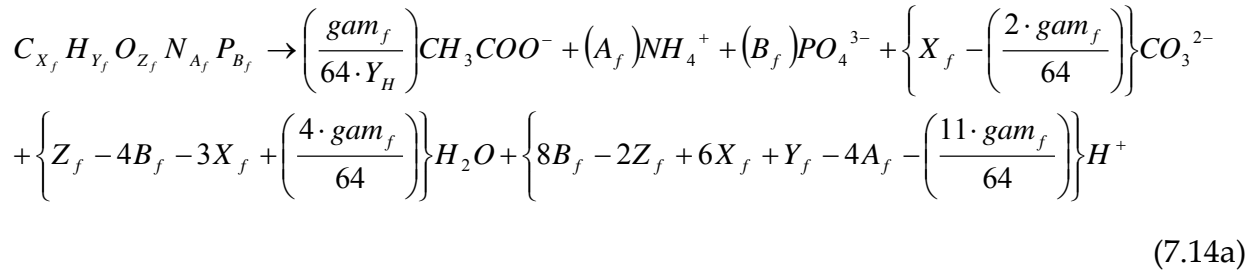 C_{X_f} H_{Y_f} O_{Z_f} N_{A_f} P_{B_f} → (gam_f / 64·Y_H) CH_3COO^- + (A_f)NH_4^+ + (B_f)PO_4^{3-} + {X_f - (2·gam_f / 64)} CO_3^{2-}
+ {Z_f - 4B_f - 3X_f + (4·gam_f / 64)} H_2O + {8B_f - 2Z_f + 6X_f + Y_f - 4A_f - (11·gam_f / 64)} H^+
(7.14a)